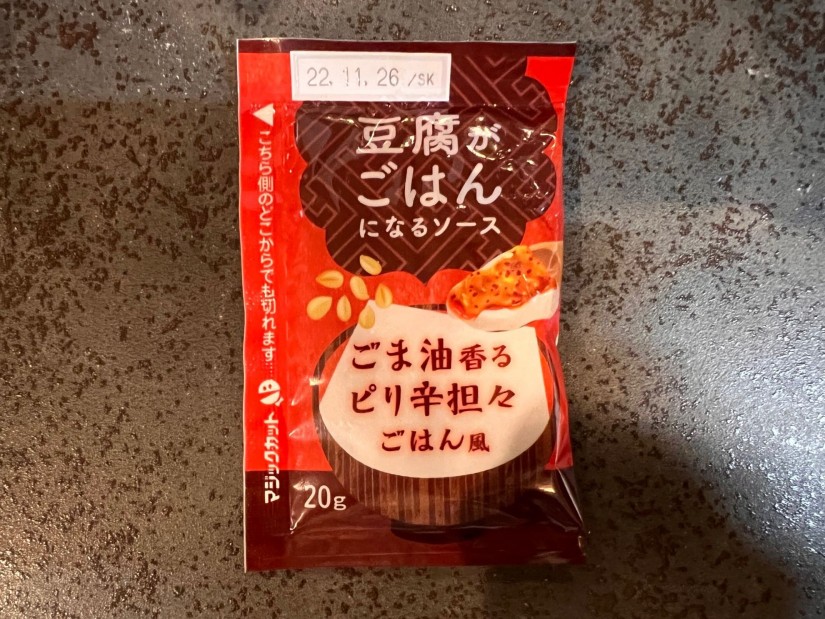 22.11.26/SK
豆腐が
ごはん
になるソース
ごま油香る
ピリ辛担々
ごはん風
20g
こちら側のどこからでも切れます…
マジックカット